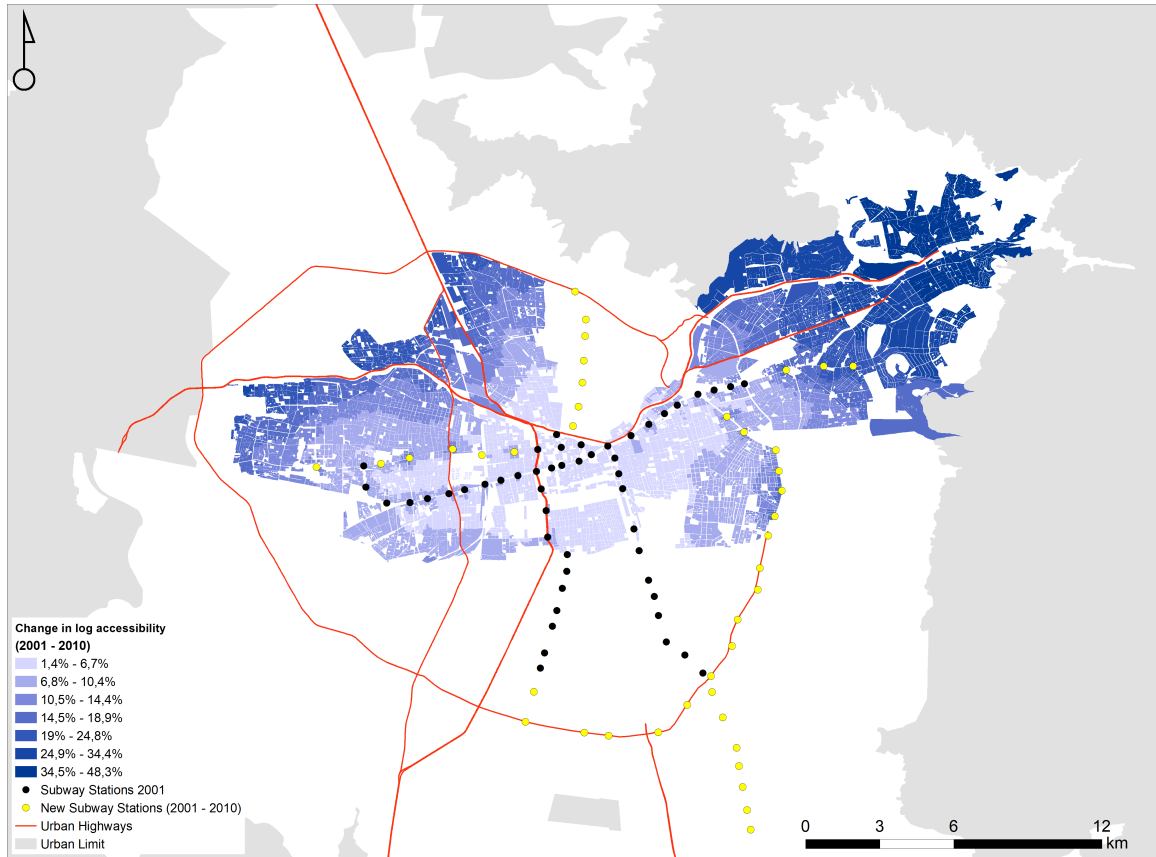 Change in log accessibility
(2001 - 2010)
1,4% - 6,7%
6,8% - 10,4%
10,5% - 14,4%
14,5% - 18,9%
19% - 24,8%
24,9% - 34,4%
34,5% - 48,3%
Subway Stations 2001
New Subway Stations (2001 - 2010)
Urban Highways
Urban Limit
0 3 6 12
km